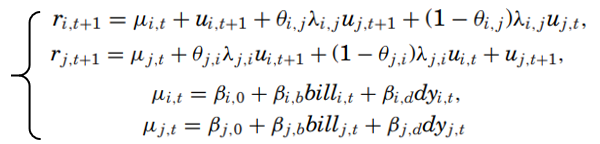 r_{i,t+1} = μ_{i,t} + u_{i,t+1} + θ_{i,j}λ_{i,j}u_{j,t+1} + (1 − θ_{i,j})λ_{i,j}u_{j,t},
r_{j,t+1} = μ_{j,t} + θ_{j,i}λ_{j,i}u_{i,t+1} + (1 − θ_{j,i})λ_{j,i}u_{i,t} + u_{j,t+1},
μ_{i,t} = β_{i,0} + β_{i,b}bill_{i,t} + β_{i,d}dy_{i,t},
μ_{j,t} = β_{j,0} + β_{j,b}bill_{j,t} + β_{j,d}dy_{j,t}